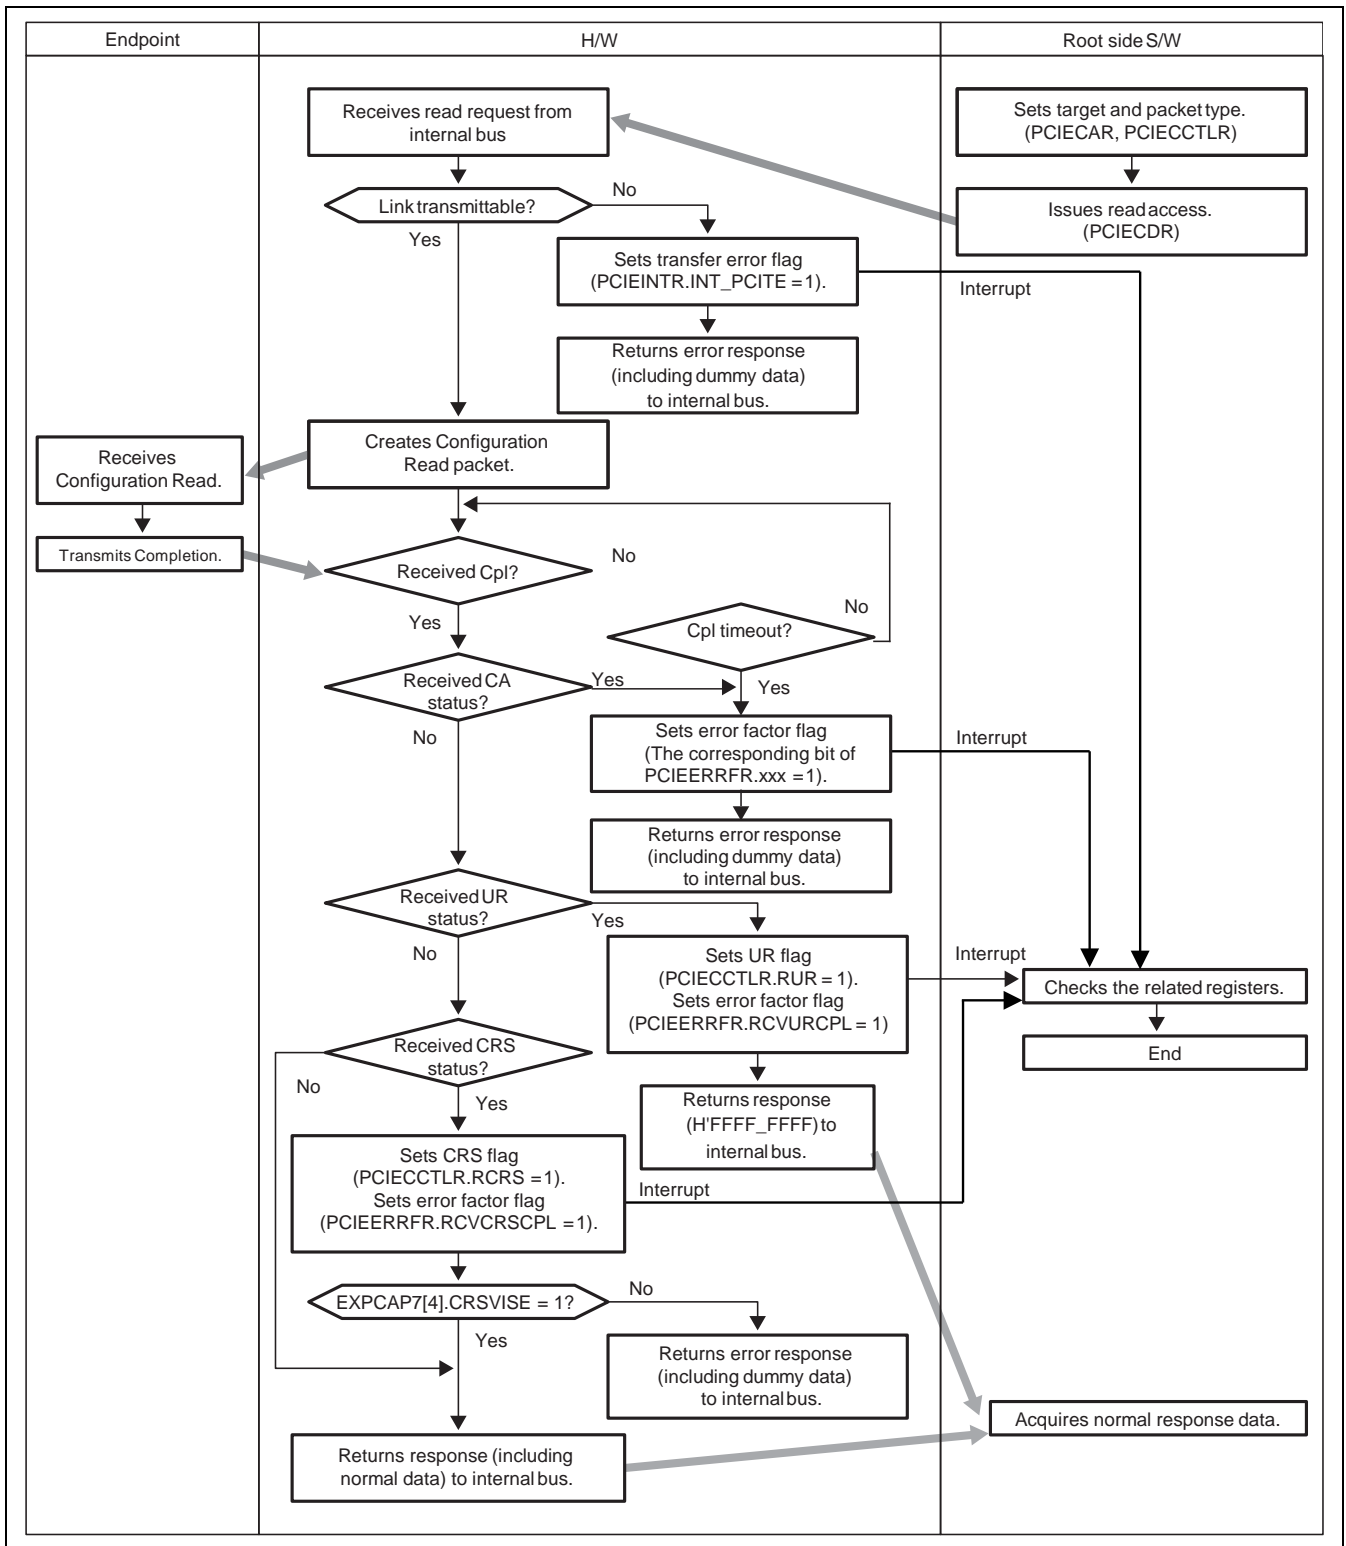 Endpoint
H/W
Root side S/W
Receives read request from
internal bus
Sets target and packet type.
(PCIECAR, PCIECCTLR)
Link transmittable?
No
Yes
Issues read access.
(PCIECDR)
Sets transfer error flag
(PCIEINTR.INT_PCITE = 1).
Interrupt
Returns error response
(including dummy data)
to internal bus.
Creates Configuration
Read packet.
Receives
Configuration Read.
Transmits Completion.
Received Cpl?
No
Yes
Cpl timeout?
No
Yes
Received CA
status?
Yes
No
Sets error factor flag
(The corresponding bit of
PCIEERRFR.xxx = 1).
Interrupt
Returns error response
(including dummy data)
to internal bus.
Received UR
status?
Yes
No
Sets UR flag
(PCIECCTLR.RUR = 1).
Sets error factor flag
(PCIEERRFR.RCVURCPL = 1)
Interrupt
Checks the related registers.
End
Received CRS
status?
No
Yes
Returns response
(H'FFFF_FFFF) to
internal bus.
Sets CRS flag
(PCIECCTLR.RCRS = 1).
Sets error factor flag
(PCIEERRFR.RCVCRSCPL = 1).
Interrupt
EXPCAP7[4].CRSVISE = 1?
No
Yes
Returns error response
(including dummy data)
to internal bus.
Acquires normal response data.
Returns response (including
normal data) to internal bus.